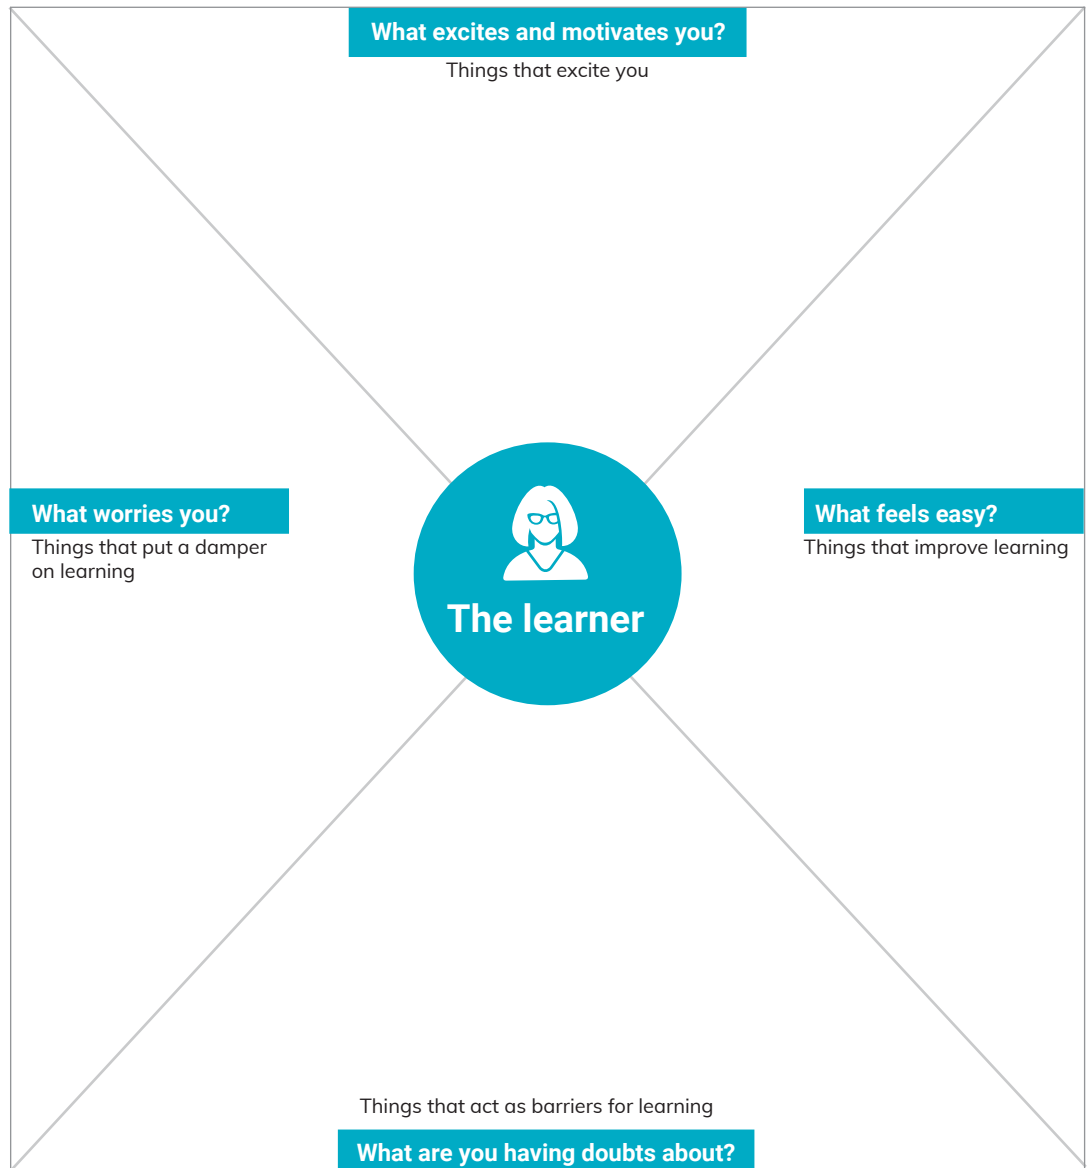 What excites and motivates you?
Things that excite you
What worries you?
Things that put a damper
on learning
What feels easy?
Things that improve learning
The learner
Things that act as barriers for learning
What are you having doubts about?